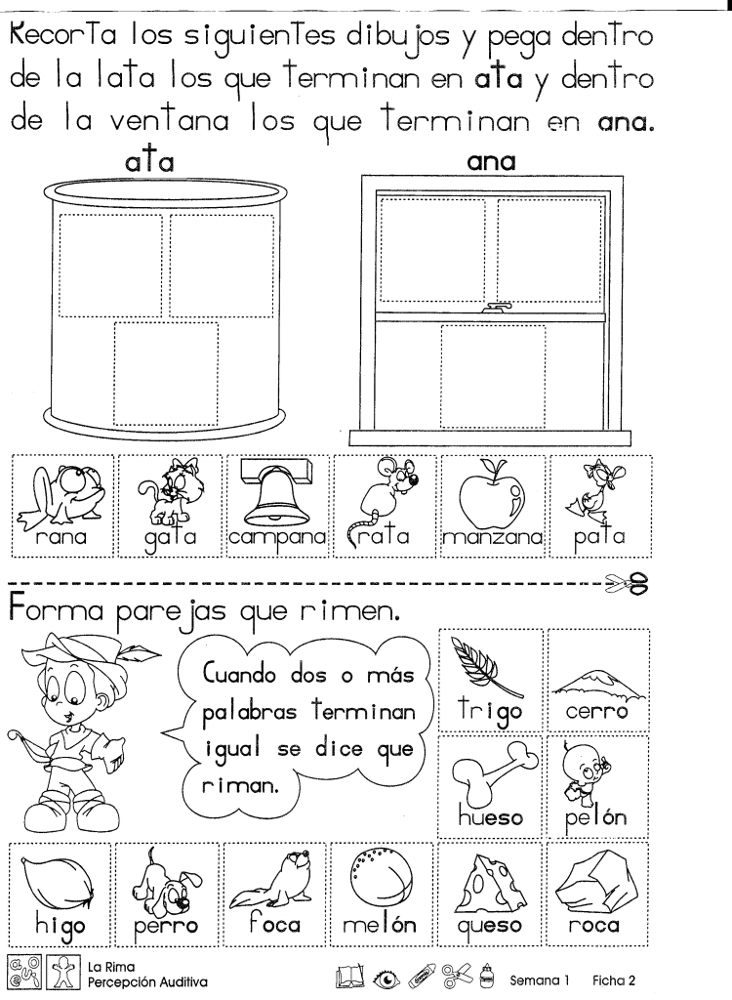 Recorta los siguientes dibujos y pega dentro
de la lata los que terminan en ata y dentro
de la ventana los que terminan en ana.
ata
ana
rana
gata
campana
rata
manzana
pata
Forma parejas que rimen.
Cuando dos o más
palabras terminan
igual se dice que
riman.
trigo
cerro
hueso
pelón
higo
perro
foca
melón
queso
roca
La Rima
Percepción Auditiva
Semana 1 Ficha 2